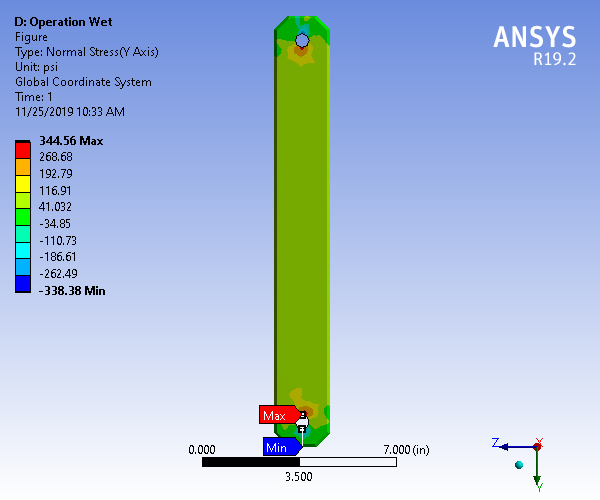 D: Operation Wet
Figure
Type: Normal Stress(Y Axis)
Unit: psi
Global Coordinate System
Time: 1
11/25/2019 10:33 AM
ANSYS
R19.2
344.56 Max
268.68
192.79
116.91
41.032
-34.85
-110.73
-186.61
-262.49
-338.38 Min
Max
Min
0.000
7.000 (in)
3.500
Z
X
Y